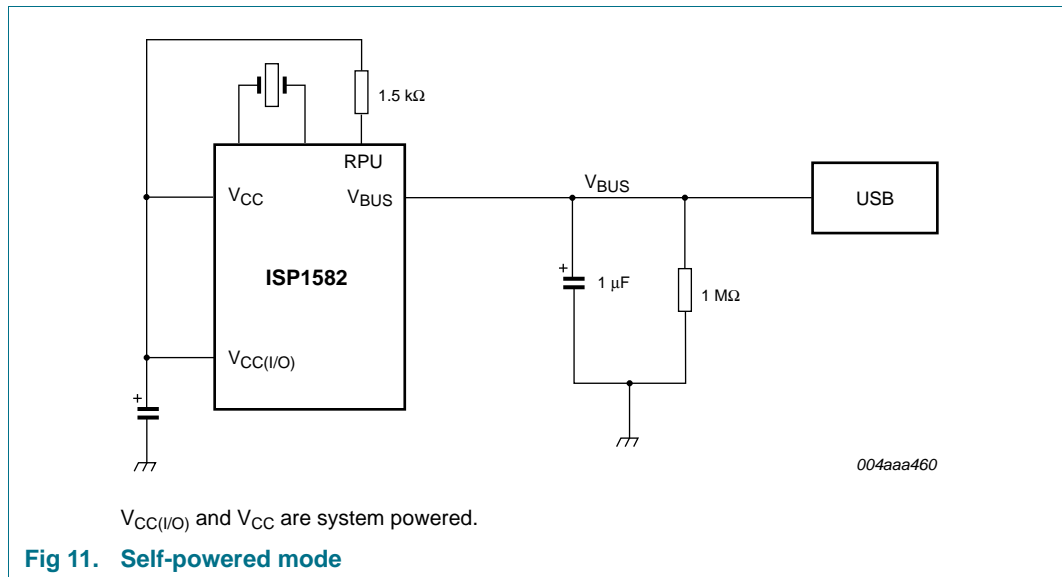 1.5 kΩ
RPU
VCC
VBUS
VBUS
USB
ISP1582
+
1 μF
1 MΩ
VCC(I/O)
+
004aaa460
VCC(I/O) and VCC are system powered.
Fig 11. Self-powered mode